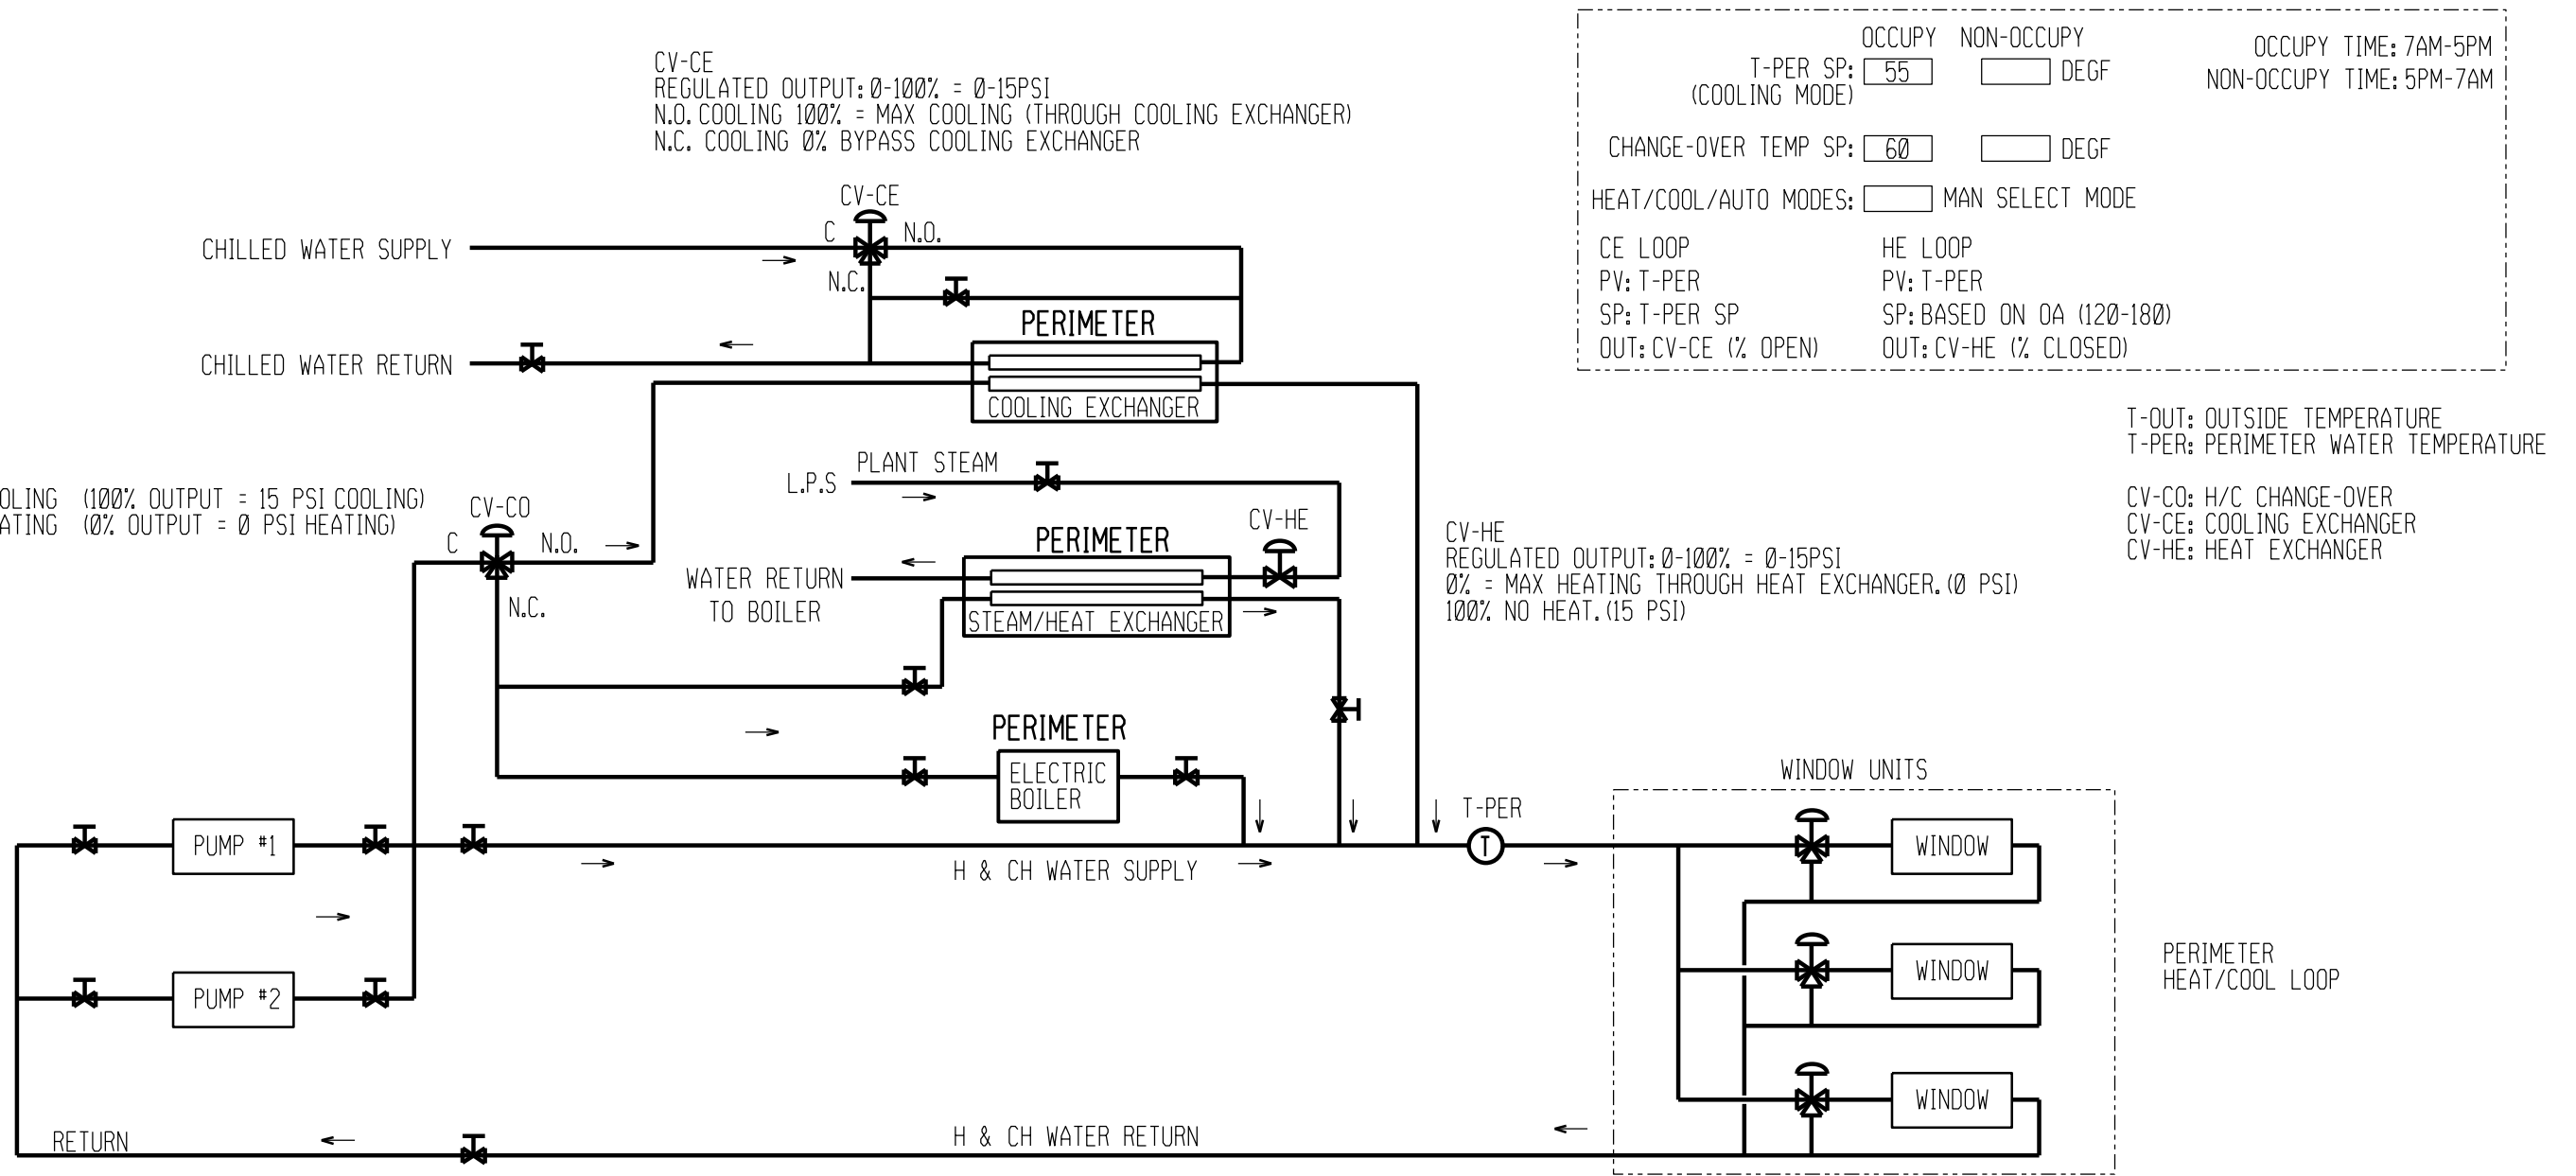 CV-CE
REGULATED OUTPUT: 0-100% = 0-15PSI
N.O. COOLING 100% = MAX COOLING (THROUGH COOLING EXCHANGER)
N.C. COOLING 0% BYPASS COOLING EXCHANGER
OCCUPY NON-OCCUPY
T-PER SP: 55 DEGF
(COOLING MODE)
CHANGE-OVER TEMP SP: 60 DEGF
HEAT/COOL/AUTO MODES: MAN SELECT MODE
OCCUPY TIME: 7AM-5PM
NON-OCCUPY TIME: 5PM-7AM
CE LOOP
PV: T-PER
SP: T-PER SP
OUT: CV-CE (% OPEN)
HE LOOP
PV: T-PER
SP: BASED ON OA (120-180)
OUT: CV-HE (% CLOSED)
T-OUT: OUTSIDE TEMPERATURE
T-PER: PERIMETER WATER TEMPERATURE
CV-CO: H/C CHANGE-OVER
CV-CE: COOLING EXCHANGER
CV-HE: HEAT EXCHANGER
CV-CE
C
N.O.
CHILLED WATER SUPPLY
N.C.
PERIMETER
CHILLED WATER RETURN
COOLING EXCHANGER
PLANT STEAM
L.P.S
OLING (100% OUTPUT = 15 PSI COOLING)
ATING (0% OUTPUT = 0 PSI HEATING)
CV-CO
C
N.O.
N.C.
PERIMETER
CV-HE
WATER RETURN
TO BOILER
STEAM/HEAT EXCHANGER
CV-HE
REGULATED OUTPUT: 0-100% = 0-15PSI
0% = MAX HEATING THROUGH HEAT EXCHANGER. (0 PSI)
100% NO HEAT. (15 PSI)
PERIMETER
ELECTRIC
BOILER
WINDOW UNITS
T-PER
T
PUMP #1
H & CH WATER SUPPLY
WINDOW
PUMP #2
WINDOW
PERIMETER
HEAT/COOL LOOP
WINDOW
RETURN
H & CH WATER RETURN